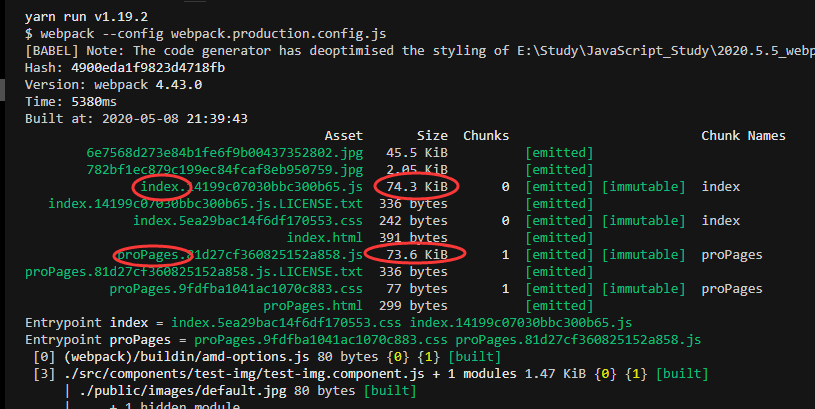 yarn run v1.19.2
$ webpack --config webpack.production.config.js
[BABEL] Note: The code generator has deoptimised the styling of E:\Study\JavaScript_Study\2020.5.5_webp
Hash: 4900eda1f9823d4718fb
Version: webpack 4.43.0
Time: 5380ms
Built at: 2020-05-08 21:39:43
Asset Size Chunks Chunk Names
6e7568d273e84b1fe6f9b00437352802.jpg 45.5 KiB [emitted]
782bf1ec879c199ec84fcaf8eb950759.jpg 2.05 KiB [emitted]
index.14199c07030bbc300b65.js 74.3 KiB 0 [emitted] [immutable] index
index.14199c07030bbc300b65.js.LICENSE.txt 336 bytes [emitted]
index.5ea29bac14f6df170553.css 242 bytes 0 [emitted] [immutable] index
index.html 391 bytes [emitted]
proPages.81d27cf360825152a858.js 73.6 KiB 1 [emitted] [immutable] proPages
proPages.81d27cf360825152a858.js.LICENSE.txt 336 bytes [emitted]
proPages.9fdfba1041ac1070c883.css 77 bytes 1 [emitted] [immutable] proPages
proPages.html 299 bytes [emitted]
Entrypoint index = index.5ea29bac14f6df170553.css index.14199c07030bbc300b65.js
Entrypoint proPages = proPages.9fdfba1041ac1070c883.css proPages.81d27cf360825152a858.js
[0] (webpack)/buildin/amd-options.js 80 bytes {0} {1} [built]
[3] ./src/components/test-img/test-img.component.js + 1 modules 1.47 KiB {0} {1} [built]
| ./public/images/default.jpg 80 bytes [built]
| + 1 hidden module